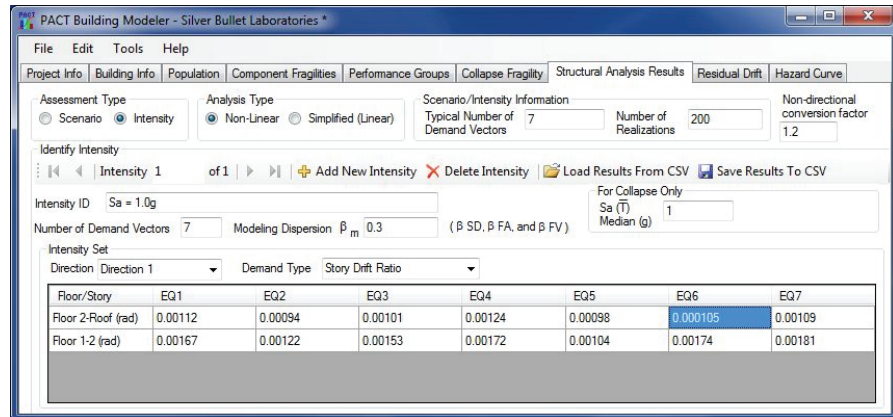 PACT Building Modeler - Silver Bullet Laboratories *
File Edit Tools Help
Project Info Building Info Population Component Fragilities Performance Groups Collapse Fragility Structural Analysis Results Residual Drift Hazard Curve
Assessment Type
Scenario Intensity
Analysis Type
Non-Linear Simplified (Linear)
Scenario/Intensity Information
Typical Number of Demand Vectors 7
Number of Realizations 200
Non-directional conversion factor
1.2
Identify Intensity
Intensity 1 of 1 Add New Intensity Delete Intensity Load Results From CSV Save Results To CSV
Intensity ID Sa = 1.0g
For Collapse Only
Sa (T̅) Median (g) 1
Number of Demand Vectors 7 Modeling Dispersion β m 0.3 ( β SD, β FA, and β FV )
Intensity Set
Direction Direction 1 Demand Type Story Drift Ratio
Floor/Story EQ1 EQ2 EQ3 EQ4 EQ5 EQ6 EQ7
Floor 2-Roof (rad) 0.00112 0.00094 0.00101 0.00124 0.00098 0.000105 0.00109
Floor 1-2 (rad) 0.00167 0.00122 0.00153 0.00172 0.00104 0.00174 0.00181